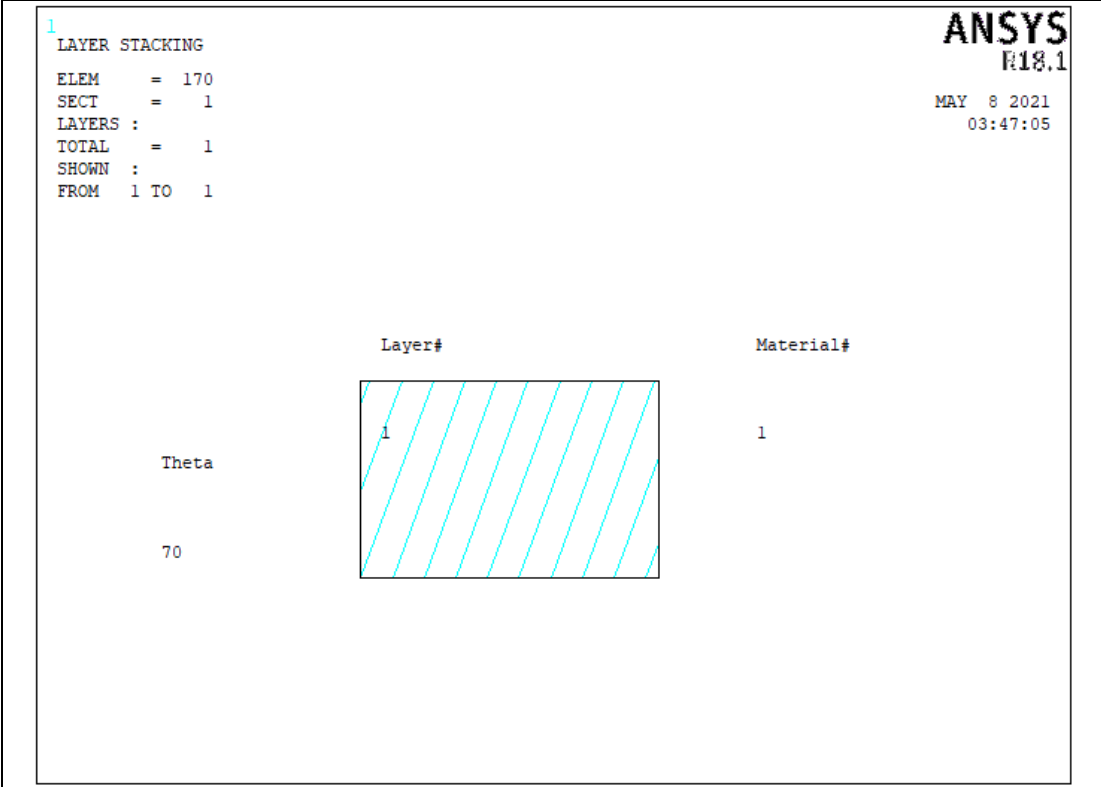 1
LAYER STACKING
ELEM = 170
SECT = 1
LAYERS :
TOTAL = 1
SHOWN :
FROM 1 TO 1
ANSYS
R18.1
MAY 8 2021
03:47:05
Layer# Material#
1 1
Theta
70